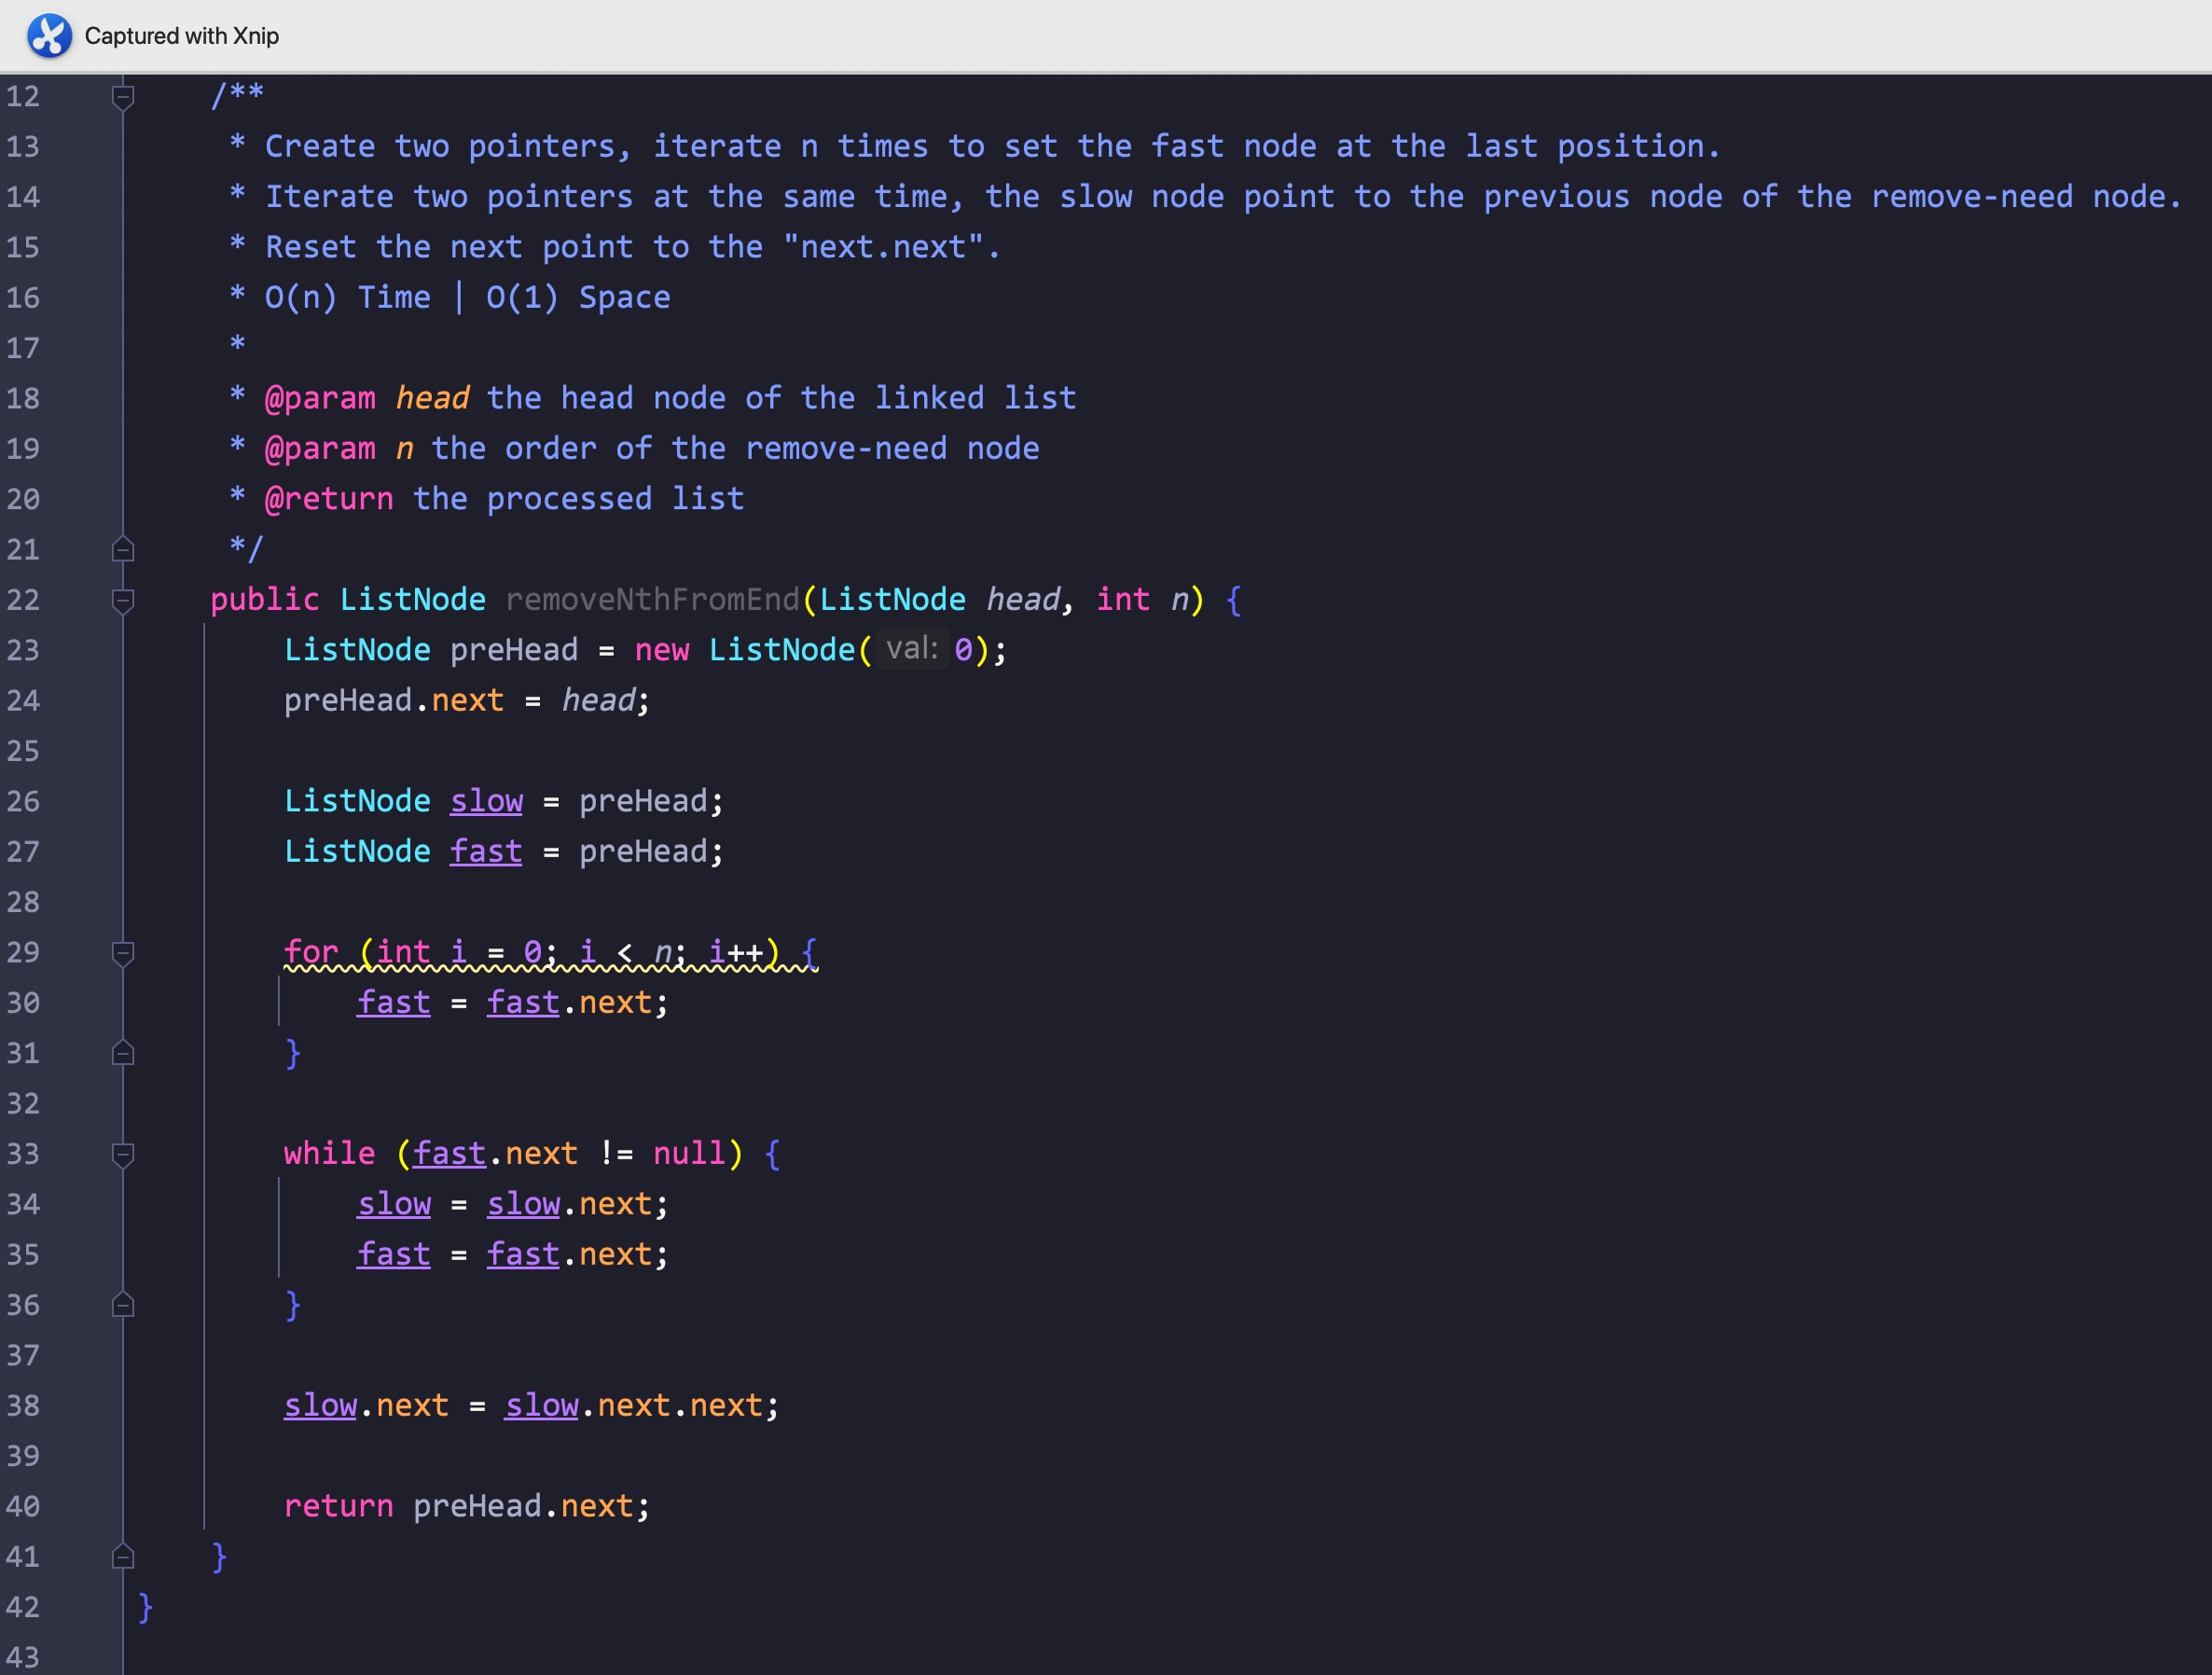 Captured with Xnip
12 /**
13 * Create two pointers, iterate n times to set the fast node at the last position.
14 * Iterate two pointers at the same time, the slow node point to the previous node of the remove-need node.
15 * Reset the next point to the "next.next".
16 * O(n) Time | O(1) Space
17 *
18 * @param head the head node of the linked list
19 * @param n the order of the remove-need node
20 * @return the processed list
21 */
22 public ListNode removeNthFromEnd(ListNode head, int n) {
23 ListNode preHead = new ListNode( val: 0);
24 preHead.next = head;
25
26 ListNode slow = preHead;
27 ListNode fast = preHead;
28
29 for (int i = 0; i < n; i++) {
30 fast = fast.next;
31 }
32
33 while (fast.next != null) {
34 slow = slow.next;
35 fast = fast.next;
36 }
37
38 slow.next = slow.next.next;
39
40 return preHead.next;
41 }
42 }
43